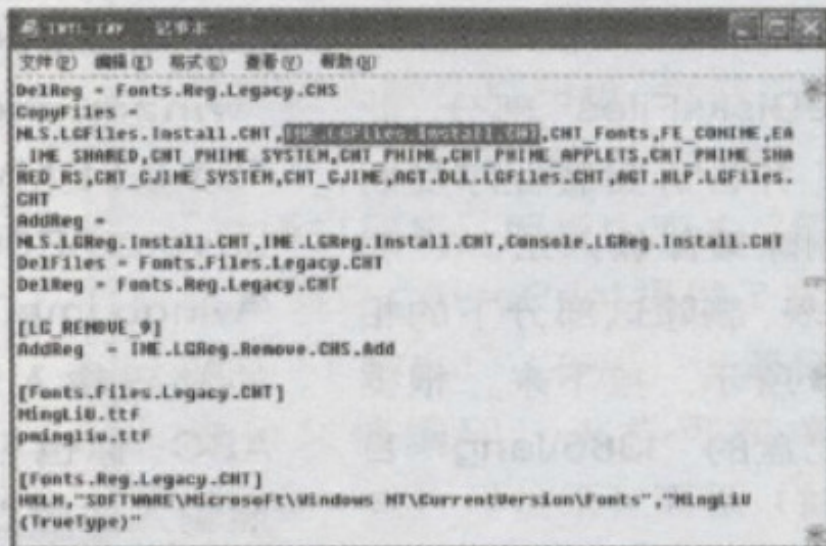 INTL.INF 记事本
文件(F) 编辑(E) 格式(O) 查看(V) 帮助(H)
DelReg = Fonts.Reg.Legacy.CHS
CopyFiles =
NLS.LGFiles.Install.CHT,IME.LGFiles.Install.CHT,CHT_Fonts,FE_CONIME,EA
_IME_SHARED,CHT_PHIME_SYSTEM,CHT_PHIME,CHT_PHIME_APPLETS,CHT_PHIME_SHA
RED_RS,CHT_CJIME_SYSTEM,CHT_CJIME,AGT.DLL.LGFiles.CHT,AGT.HLP.LGFiles.
CHT
AddReg =
NLS.LGReg.Install.CHT,IME.LGReg.Install.CHT,Console.LGReg.Install.CHT
DelFiles = Fonts.Files.Legacy.CHT
DelReg = Fonts.Reg.Legacy.CHT
[LG_REMOVE_9]
AddReg  = IME.LGReg.Remove.CHS.Add
[Fonts.Files.Legacy.CHT]
MingLiU.ttf
pmingliu.ttf
[Fonts.Reg.Legacy.CHT]
HKLM,"SOFTWARE\Microsoft\Windows NT\CurrentVersion\Fonts","MingLiU
(TrueType)"